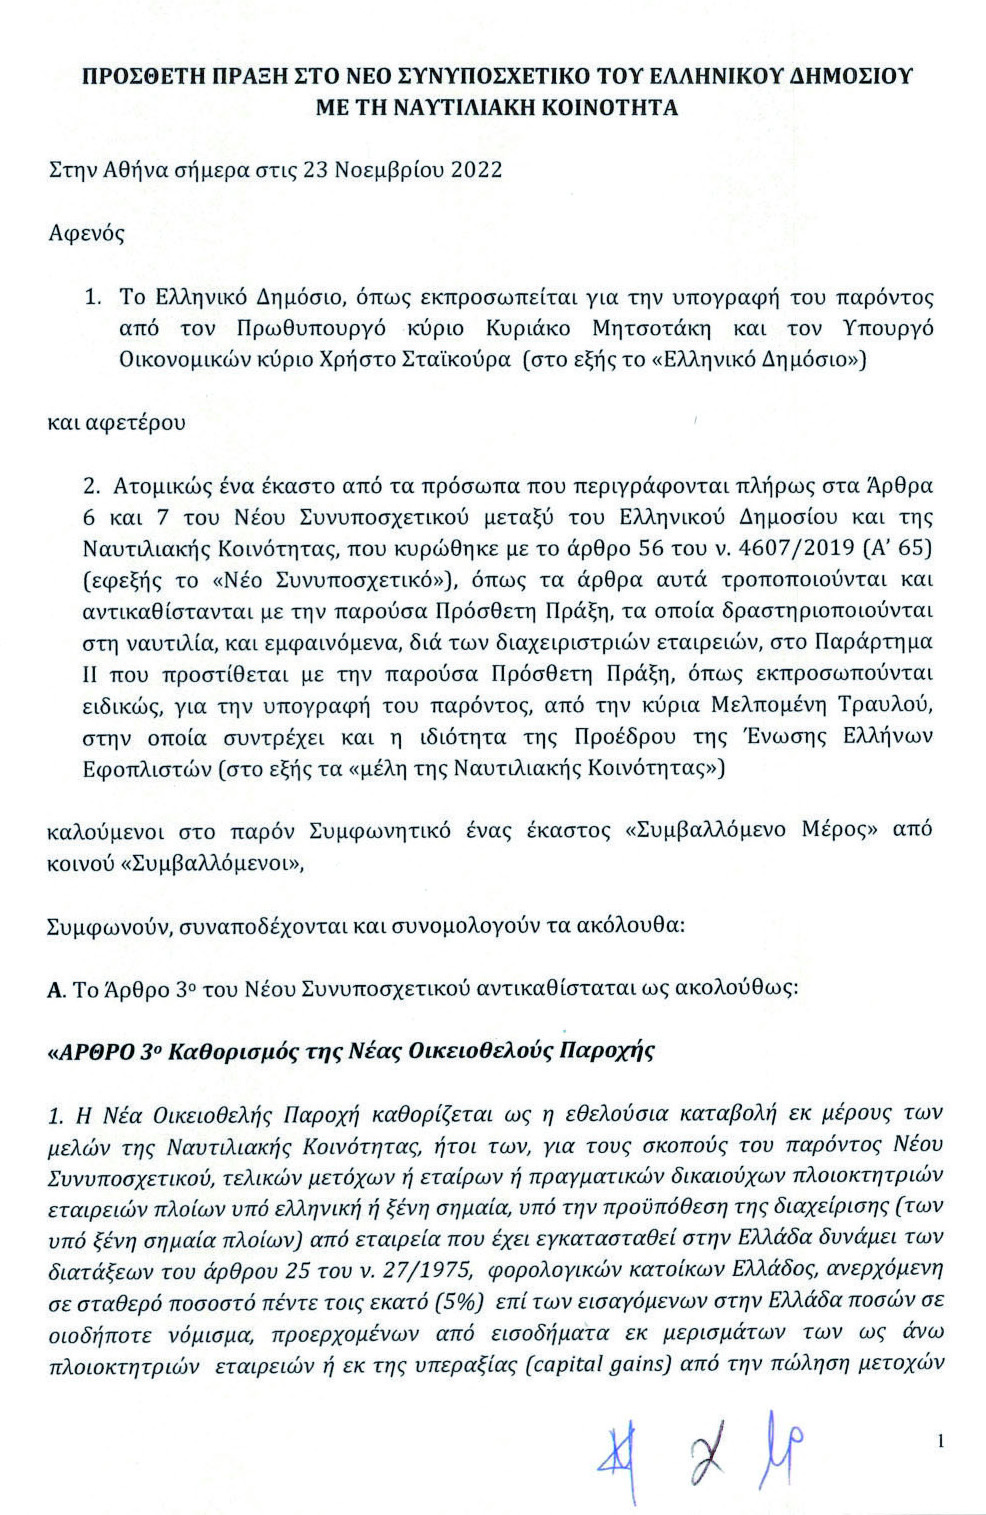 ΠΡΟΣΘΕΤΗ ΠΡΑΞΗ ΣΤΟ ΝΕΟ ΣΥΝΥΠΟΣΧΕΤΙΚΟ ΤΟΥ ΕΛΛΗΝΙΚΟΥ ΔΗΜΟΣΙΟΥ
ΜΕ ΤΗ ΝΑΥΤΙΛΙΑΚΗ ΚΟΙΝΟΤΗΤΑ
Στην Αθήνα σήμερα στις 23 Νοεμβρίου 2022
Αφενός
1. Το Ελληνικό Δημόσιο, όπως εκπροσωπείται για την υπογραφή του παρόντος
από τον Πρωθυπουργό κύριο Κυριάκο Μητσοτάκη και τον Υπουργό
Οικονομικών κύριο Χρήστο Σταϊκούρα (στο εξής το «Ελληνικό Δημόσιο»)
και αφετέρου
2. Ατομικώς ένα έκαστο από τα πρόσωπα που περιγράφονται πλήρως στα Άρθρα
6 και 7 του Νέου Συνυποσχετικού μεταξύ του Ελληνικού Δημοσίου και της
Ναυτιλιακής Κοινότητας, που κυρώθηκε με το άρθρο 56 του ν. 4607/2019 (Α’ 65)
(εφεξής το «Νέο Συνυποσχετικό»), όπως τα άρθρα αυτά τροποποιούνται και
αντικαθίστανται με την παρούσα Πρόσθετη Πράξη, τα οποία δραστηριοποιούνται
στη ναυτιλία, και εμφαινόμενα, διά των διαχειριστριών εταιρειών, στο Παράρτημα
ΙΙ που προστίθεται με την παρούσα Πρόσθετη Πράξη, όπως εκπροσωπούνται
ειδικώς, για την υπογραφή του παρόντος, από την κύρια Μελπομένη Τραυλού,
στην οποία συντρέχει και η ιδιότητα της Προέδρου της Ένωσης Ελλήνων
Εφοπλιστών (στο εξής τα «μέλη της Ναυτιλιακής Κοινότητας»)
καλούμενοι στο παρόν Συμφωνητικό ένας έκαστος «Συμβαλλόμενο Μέρος» από
κοινού «Συμβαλλόμενοι»,
Συμφωνούν, συναποδέχονται και συνομολογούν τα ακόλουθα:
Α. Το Άρθρο 3ο του Νέου Συνυποσχετικού αντικαθίσταται ως ακολούθως:
«ΑΡΘΡΟ 3ο Καθορισμός της Νέας Οικειοθελούς Παροχής
1. Η Νέα Οικειοθελής Παροχή καθορίζεται ως η εθελούσια καταβολή εκ μέρους των
μελών της Ναυτιλιακής Κοινότητας, ήτοι των, για τους σκοπούς του παρόντος Νέου
Συνυποσχετικού, τελικών μετόχων ή εταίρων ή πραγματικών δικαιούχων πλοιοκτητριών
εταιρειών πλοίων υπό ελληνική ή ξένη σημαία, υπό την προϋπόθεση της διαχείρισης (των
υπό ξένη σημαία πλοίων) από εταιρεία που έχει εγκατασταθεί στην Ελλάδα δυνάμει των
διατάξεων του άρθρου 25 του ν. 27/1975, φορολογικών κατοίκων Ελλάδος, ανερχόμενη
σε σταθερό ποσοστό πέντε τοις εκατό (5%) επί των εισαγόμενων στην Ελλάδα ποσών σε
οιοδήποτε νόμισμα, προερχομένων από εισοδήματα εκ μερισμάτων των ως άνω
πλοιοκτητριών εταιρειών ή εκ της υπεραξίας (capital gains) από την πώληση μετοχών
1